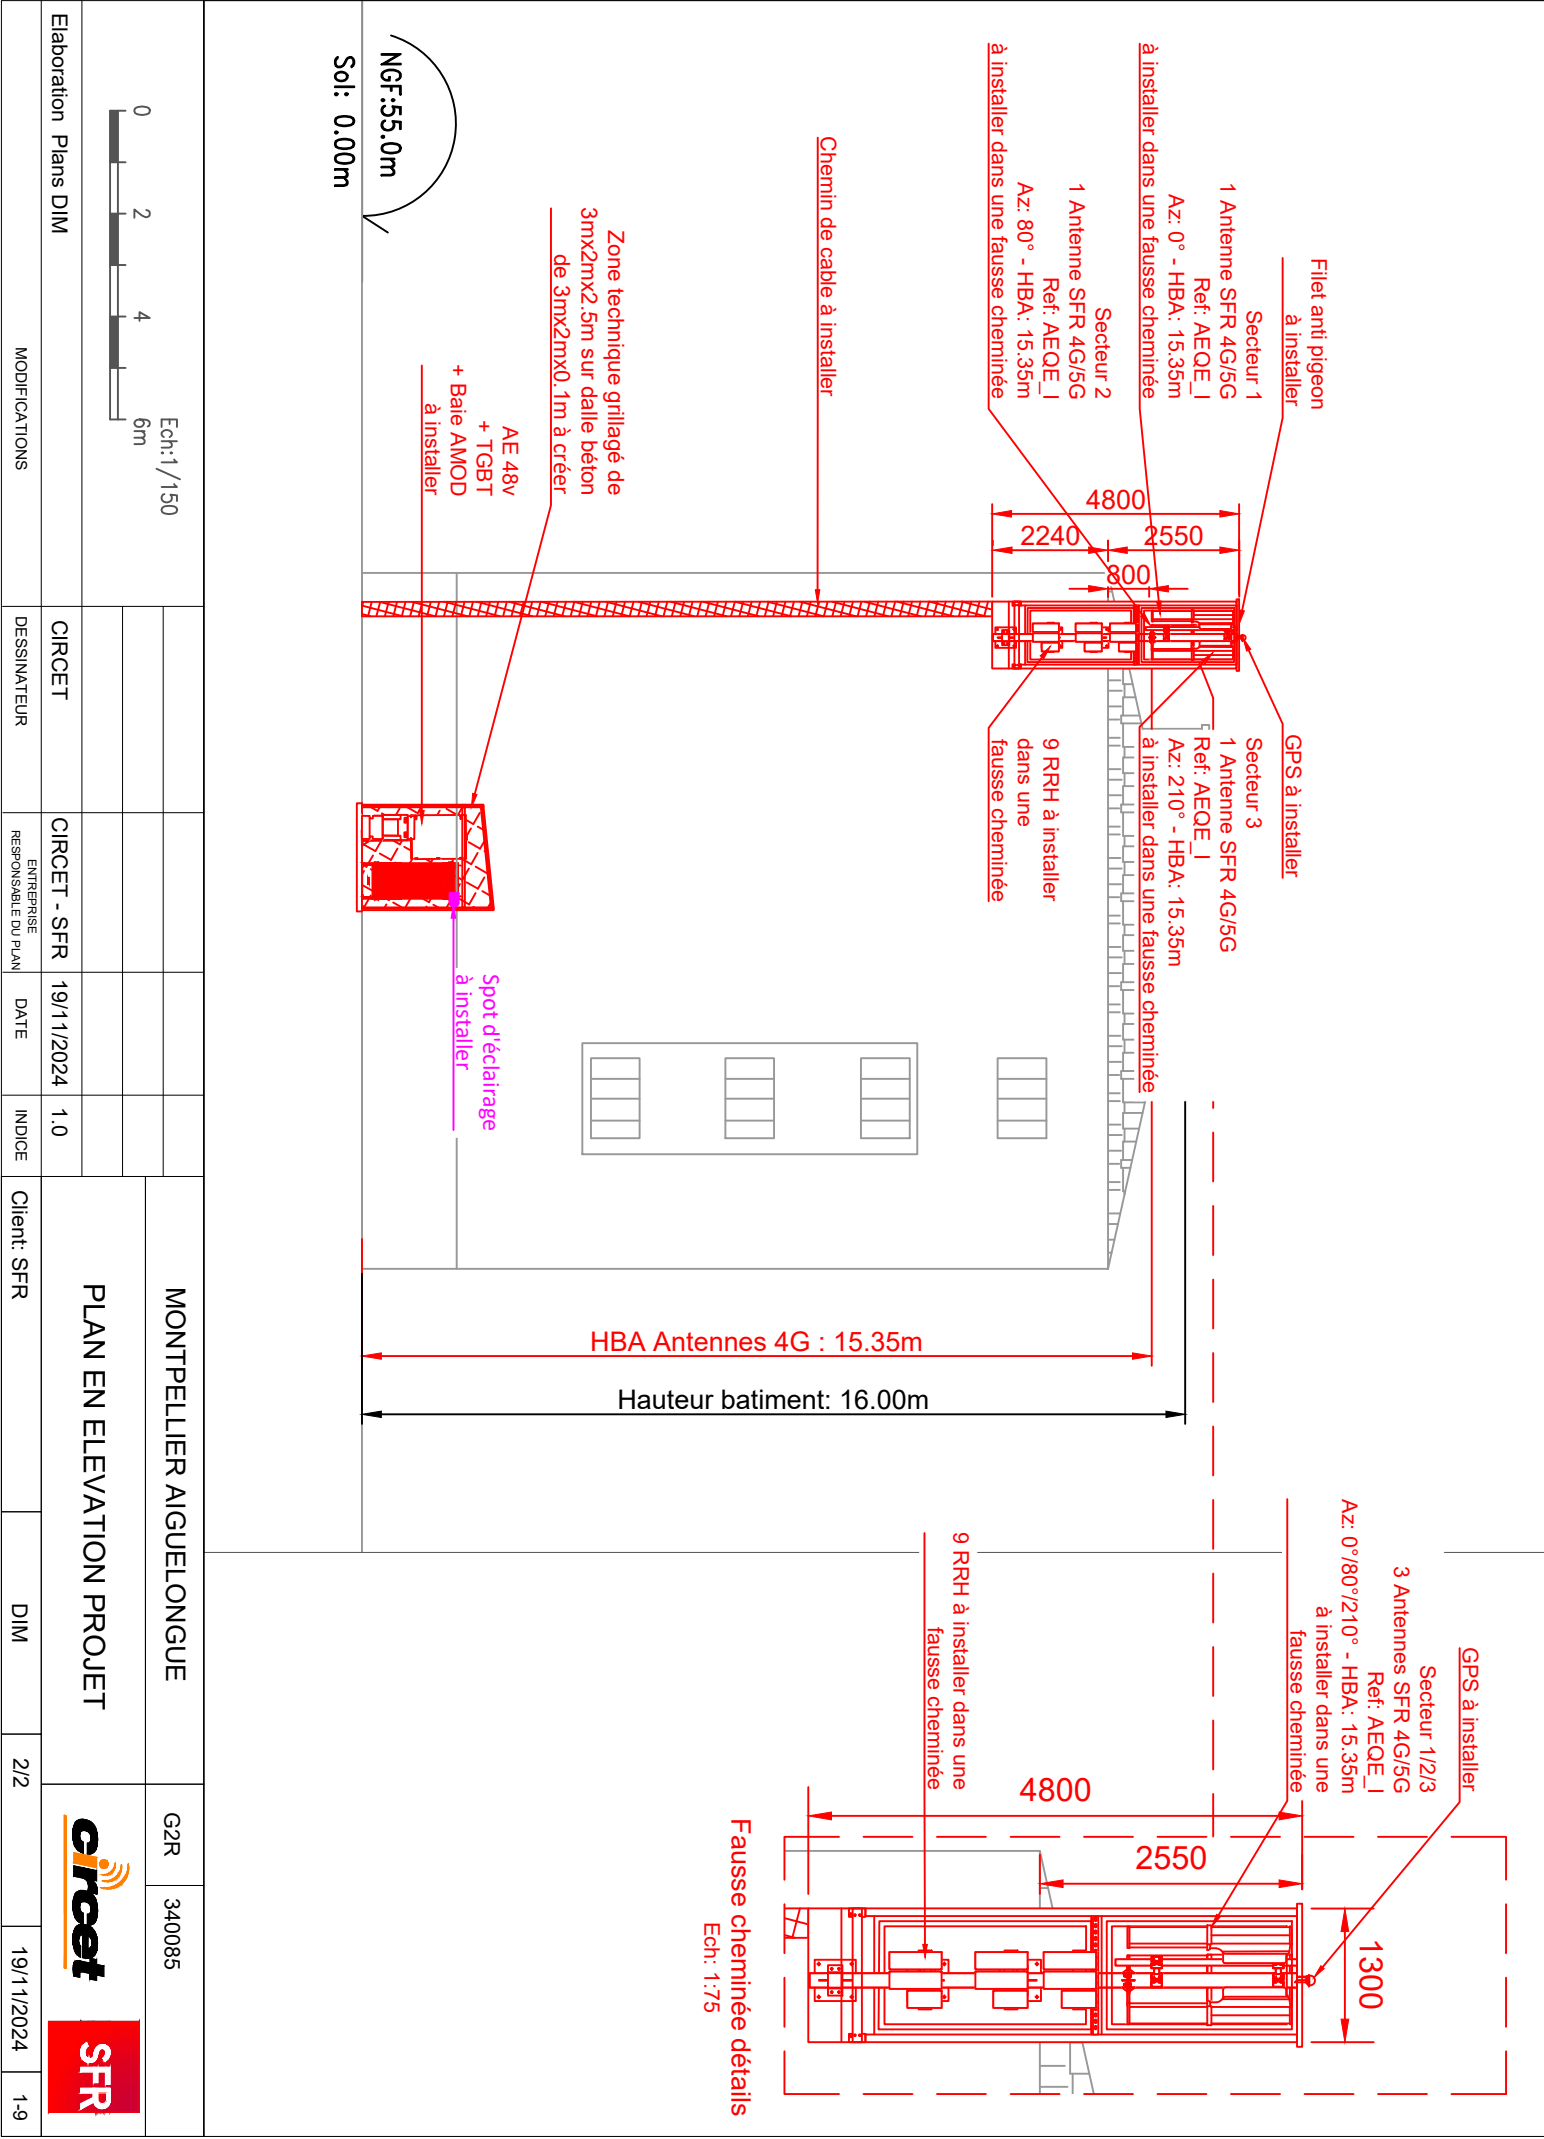 Filet anti pigeon
à installer
Secteur 1
1 Antenne SFR 4G/5G
Ref: AEQE_I
Az: 0° - HBA: 15.35m
à installer dans une fausse cheminée
Secteur 2
1 Antenne SFR 4G/5G
Ref: AEQE_I
Az: 80° - HBA: 15.35m
à installer dans une fausse cheminée
Chemin de cable à installer
Zone technique grillagé de
3mx2mx2.5m sur dalle béton
de 3mx2mx0.1m à créer
AE 48v
+ TGBT
+ Baie AMOD
à installer
NGF:55.0m
Sol: 0.00m
4800
2240
2550
800
GPS à installer
Secteur 3
1 Antenne SFR 4G/5G
Ref: AEQE_I
Az: 210° - HBA: 15.35m
à installer dans une fausse cheminée
9 RRH à installer
dans une
fausse cheminée
Spot d'éclairage
à installer
HBA Antennes 4G : 15.35m
Hauteur batiment: 16.00m
GPS à installer
Secteur 1/2/3
3 Antennes SFR 4G/5G
Ref: AEQE_I
Az: 0°/80°/210° - HBA: 15.35m
à installer dans une
fausse cheminée
9 RRH à installer dans une
fausse cheminée
4800
2550
1300
Fausse cheminée détails
Ech: 1:75
Ech:1/150
0
2
4
6m
Elaboration Plans DIM
CIRCET
CIRCET - SFR
19/11/2024
1.0
MODIFICATIONS
DESSINATEUR
ENTREPRISE
RESPONSABLE DU PLAN
DATE
INDICE
MONTPELLIER AIGUELONGUE
G2R
340085
PLAN EN ELEVATION PROJET
circet
SFR
Client: SFR
DIM
2/2
19/11/2024
1-9